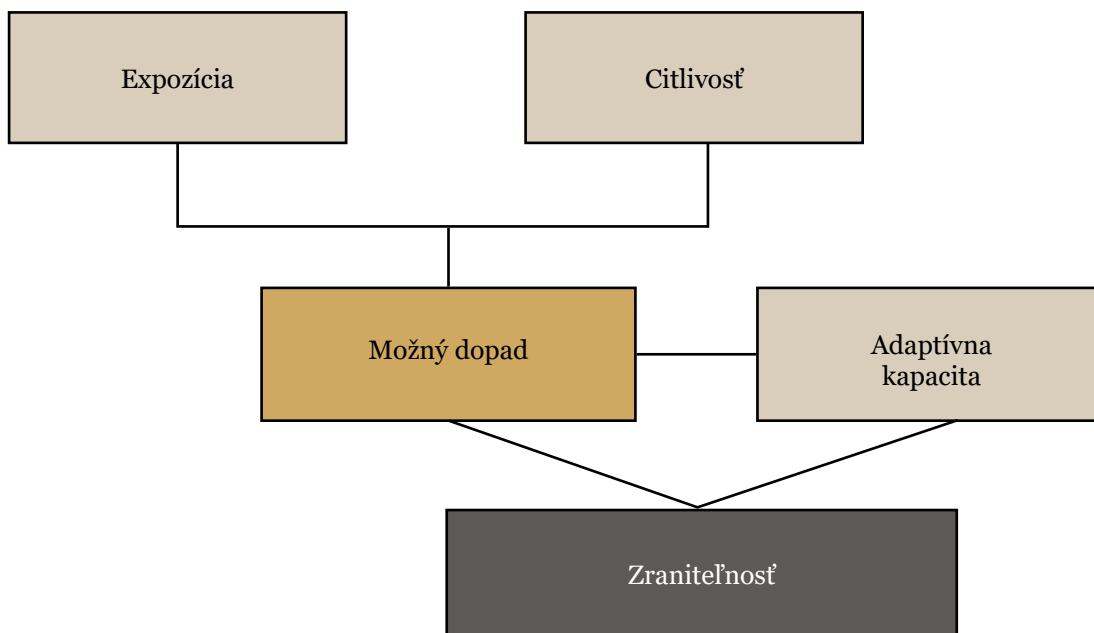 Expozícia
Citlivosť
Možný dopad
Adaptívna
kapacita
Zraniteľnosť